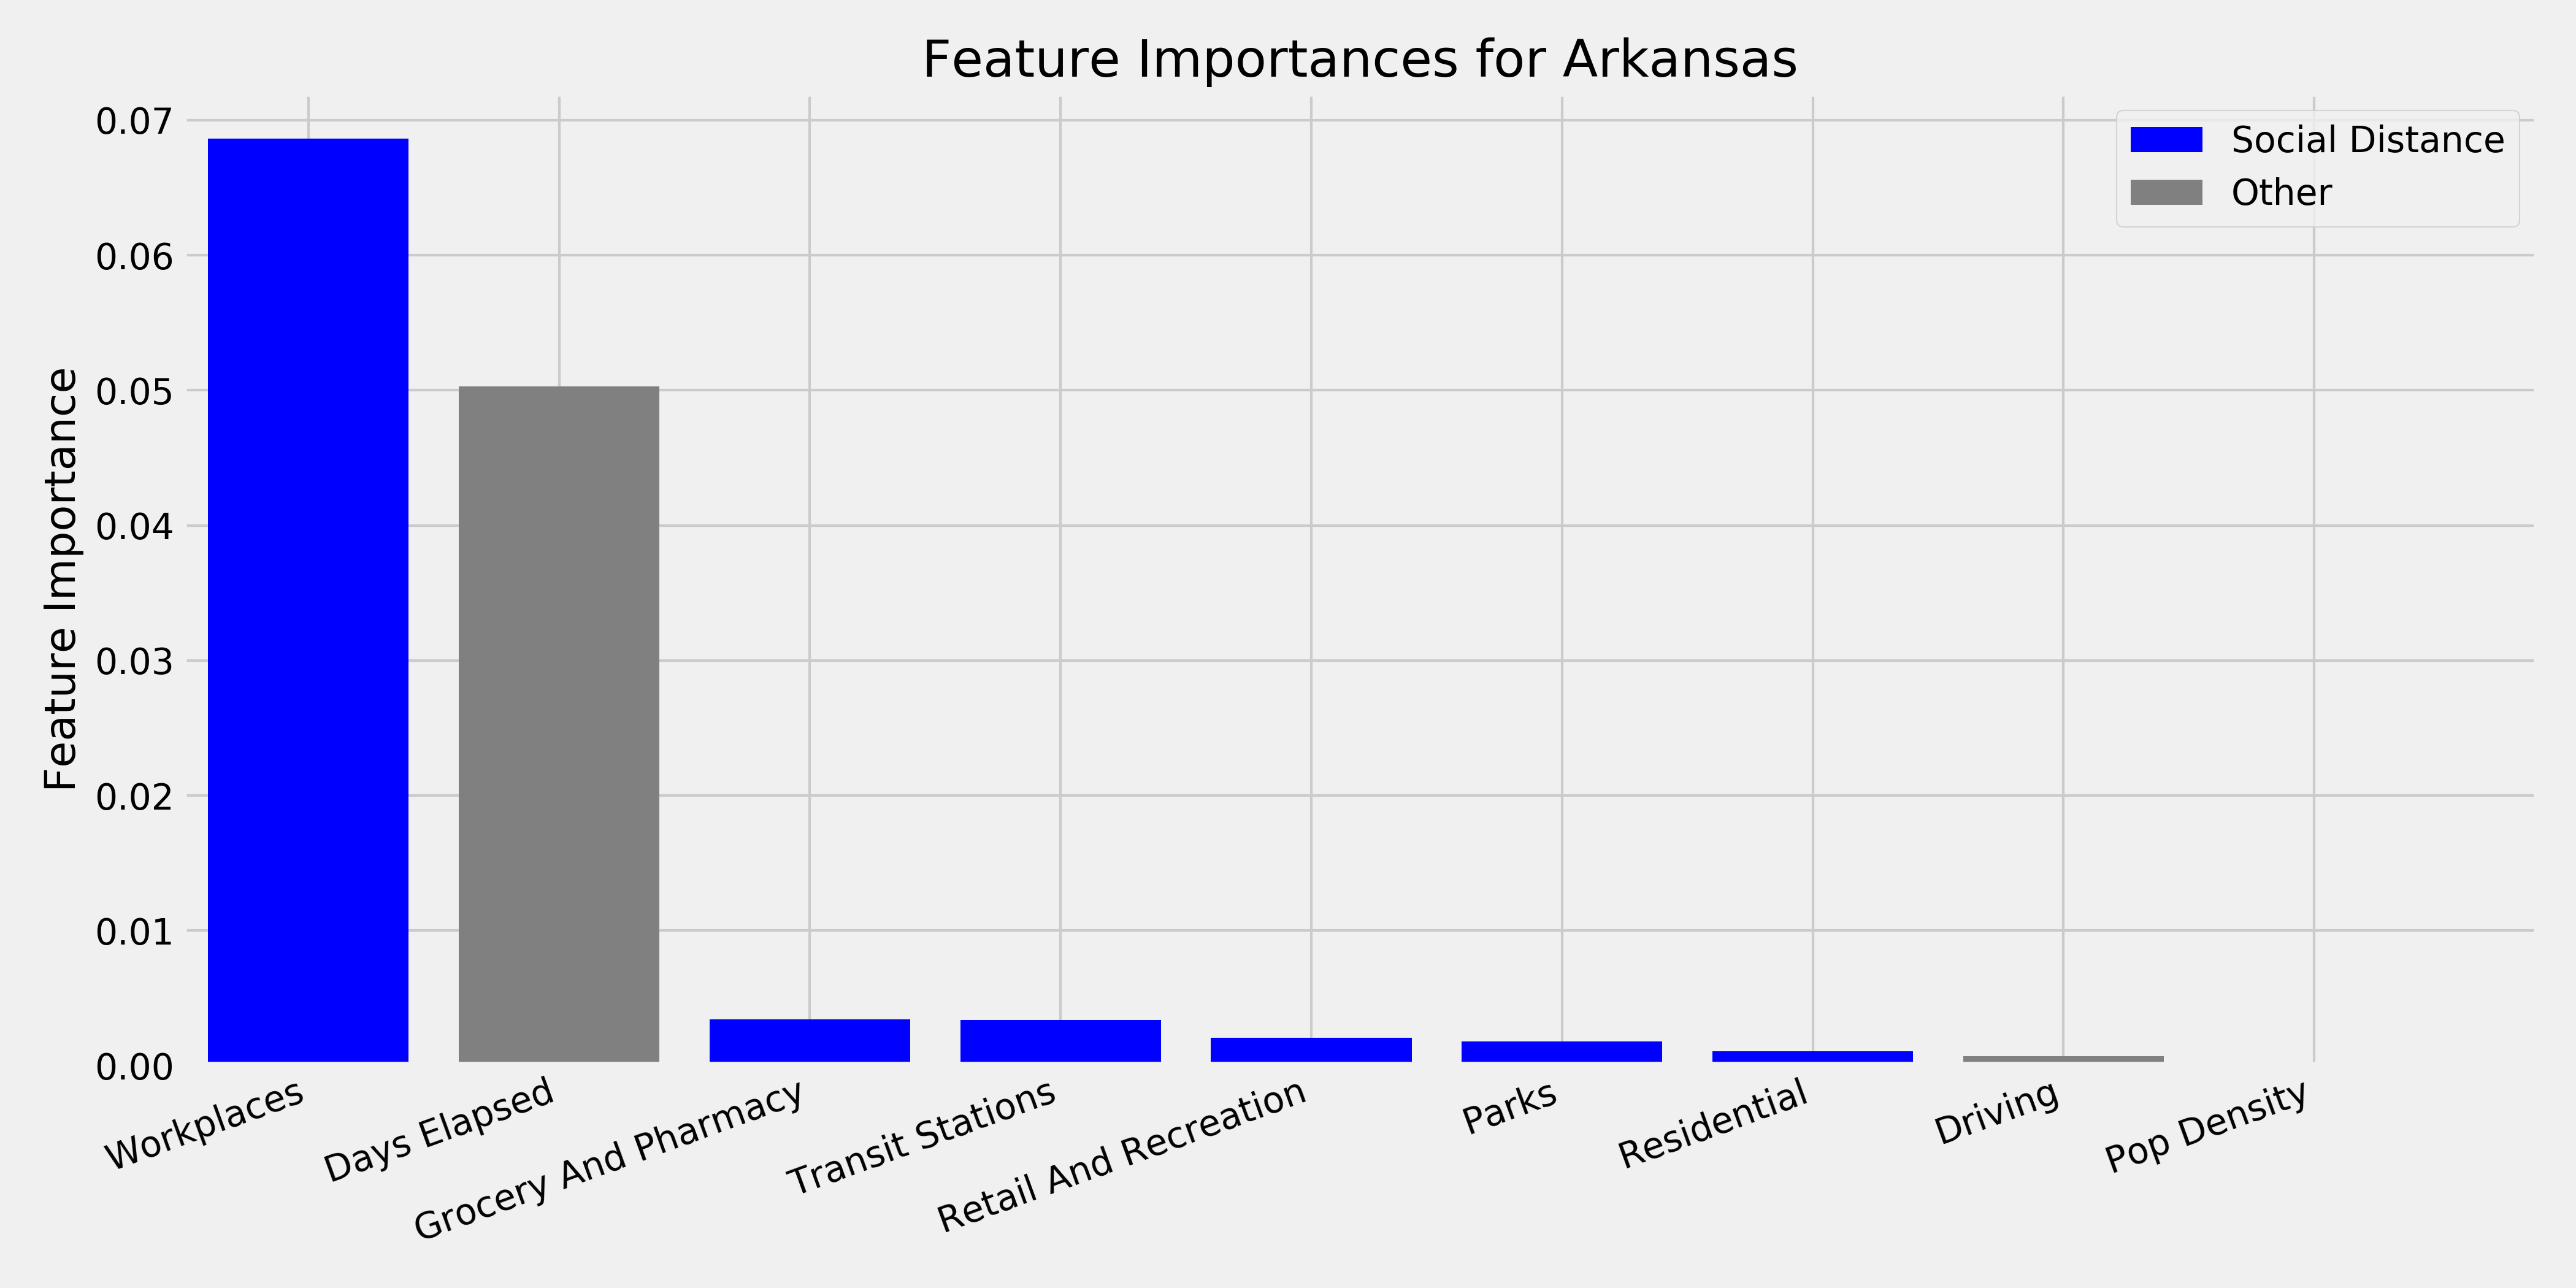 Feature Importances for Arkansas
Social Distance
Other
Feature Importance
0.07
0.06
0.05
0.04
0.03
0.02
0.01
0.00
Workplaces
Days Elapsed
Grocery And Pharmacy
Transit Stations
Retail And Recreation
Parks
Residential
Driving
Pop Density